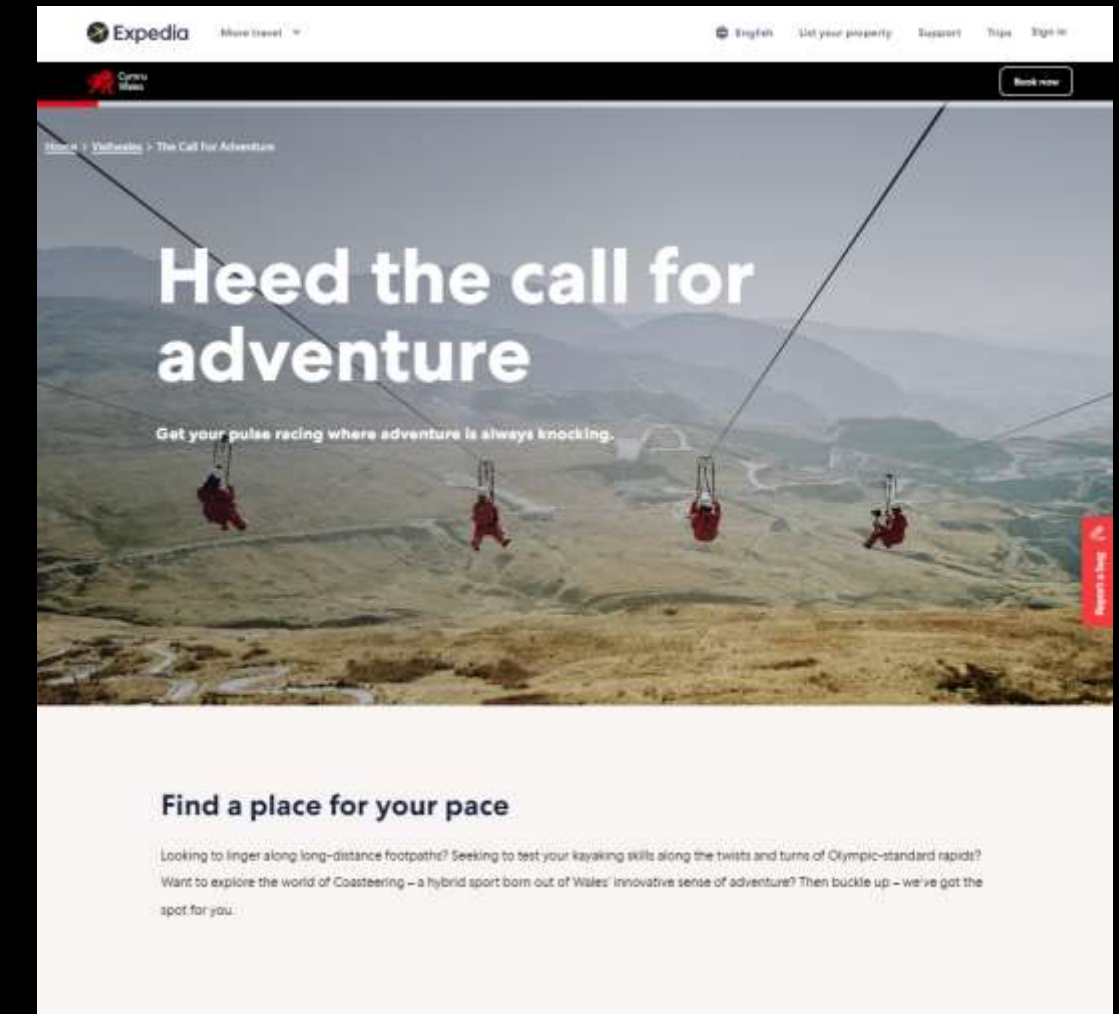 Expedia
More travel
English
List your property
Support
Trips
Sign in
Cymru
Wales
Book now
Home > Visitwales > The Call For Adventure
Heed the call for
adventure
Get your pulse racing where adventure is always knocking.
Report a bug
Find a place for your pace
Looking to linger along long-distance footpaths? Seeking to test your kayaking skills along the twists and turns of Olympic-standard rapids?
Want to explore the world of Coasteering – a hybrid sport born out of Wales' innovative sense of adventure? Then buckle up – we've got the
spot for you.